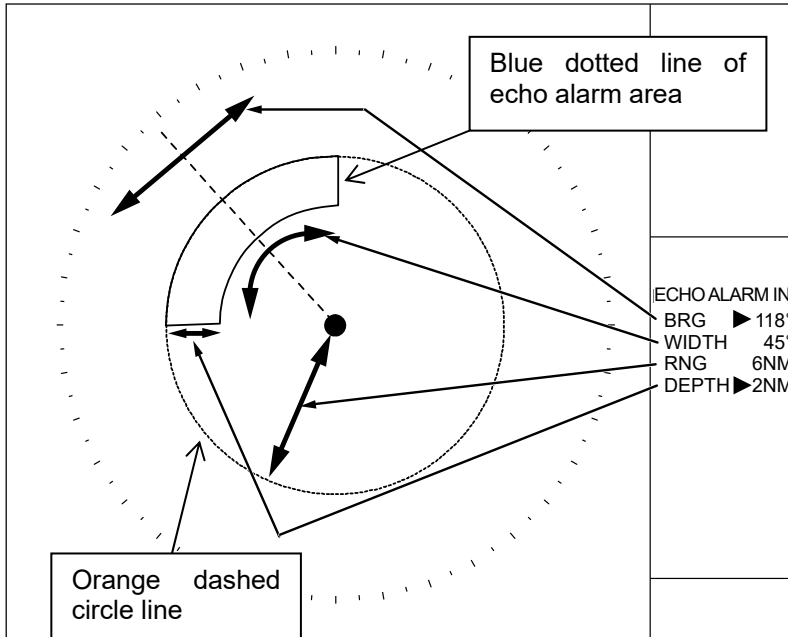 Blue dotted line of
echo alarm area
ECHO ALARM IN
BRG ▶ 118°
WIDTH 45°
RNG 6NM
DEPTH ▶ 2NM
Orange dashed
circle line